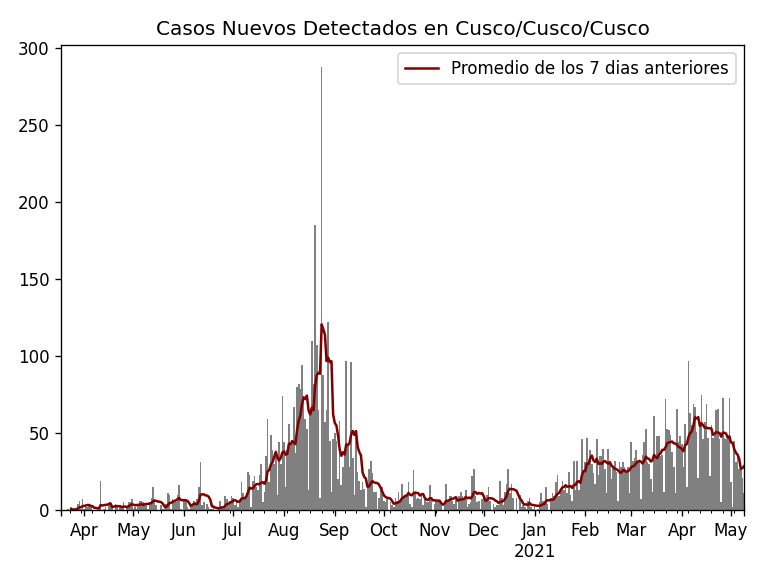 Casos Nuevos Detectados en Cusco/Cusco/Cusco
Promedio de los 7 dias anteriores
300
250
200
150
100
50
0
Apr May Jun Jul Aug Sep Oct Nov Dec Jan Feb Mar Apr May
2021